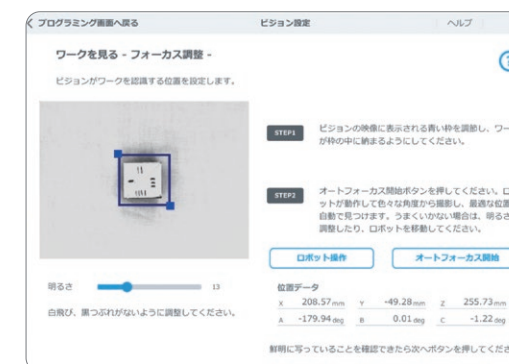 プログラミング画面へ戻る
ビジョン設定
ヘルプ
ワークを見る - フォーカス調整 -
ビジョンがワークを認識する位置を設定します。
STEP1
ビジョンの映像に表示される青い枠を調節し、ワー
が枠の中に納まるようにしてください。
STEP2
オートフォーカス開始ボタンを押してください。ロ
ットが動作して色々な角度から撮影し、最適な位置
自動で見つけます。うまくいかない場合は、明るさ
調整したり、ロボットを移動してください。
ロボット操作
オートフォーカス開始
明るさ
13
白飛び、黒つぶれがないように調整してください。
位置データ
X 208.57 mm Y -49.28 mm Z 255.73 mm
A -179.94 deg B 0.01 deg C -1.22 deg
鮮明に写っていることを確認できたら次へボタンを押してくださ